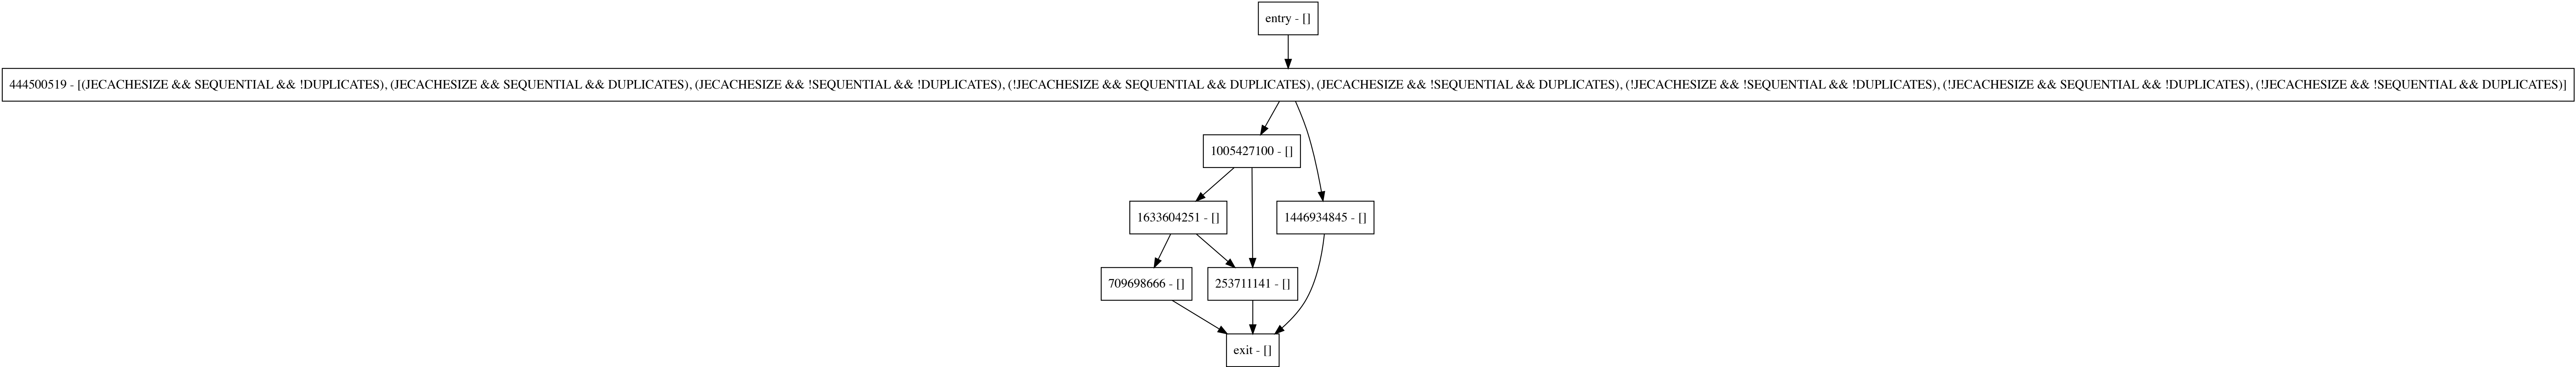 entry - []
444500519 - [(JECACHESIZE && SEQUENTIAL && !DUPLICATES), (JECACHESIZE && SEQUENTIAL && DUPLICATES), (JECACHESIZE && !SEQUENTIAL && !DUPLICATES), (!JECACHESIZE && SEQUENTIAL && DUPLICATES), (JECACHESIZE && !SEQUENTIAL && DUPLICATES), (!JECACHESIZE && !SEQUENTIAL && !DUPLICATES), (!JECACHESIZE && SEQUENTIAL && !DUPLICATES), (!JECACHESIZE && !SEQUENTIAL && DUPLICATES)]
1005427100 - []
1633604251 - []
1446934845 - []
709698666 - []
253711141 - []
exit - []